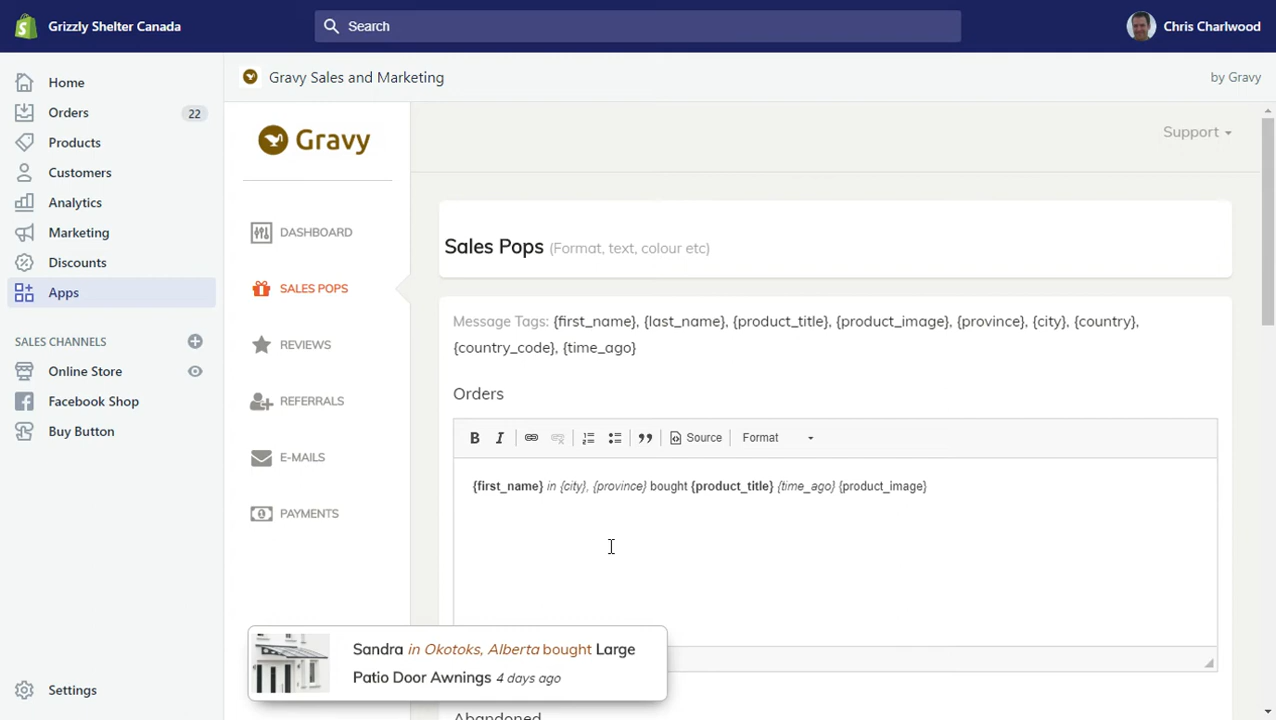 Grizzly Shelter Canada
Search
Chris Charlwood
Home
Orders 22
Products
Customers
Analytics
Marketing
Discounts
Apps
SALES CHANNELS
Online Store
Facebook Shop
Buy Button
Settings
Gravy Sales and Marketing
by Gravy
Gravy
DASHBOARD
SALES POPS
REVIEWS
REFERRALS
E-MAILS
PAYMENTS
Support
Sales Pops (Format, text, colour etc)
Message Tags: {first_name}, {last_name}, {product_title}, {product_image}, {province}, {city}, {country},
{country_code}, {time_ago}
Orders
B I Source Format
{first_name} in {city}, {province} bought {product_title} {time_ago} {product_image}
Sandra in Okotoks, Alberta bought Large
Patio Door Awnings 4 days ago
Abandoned